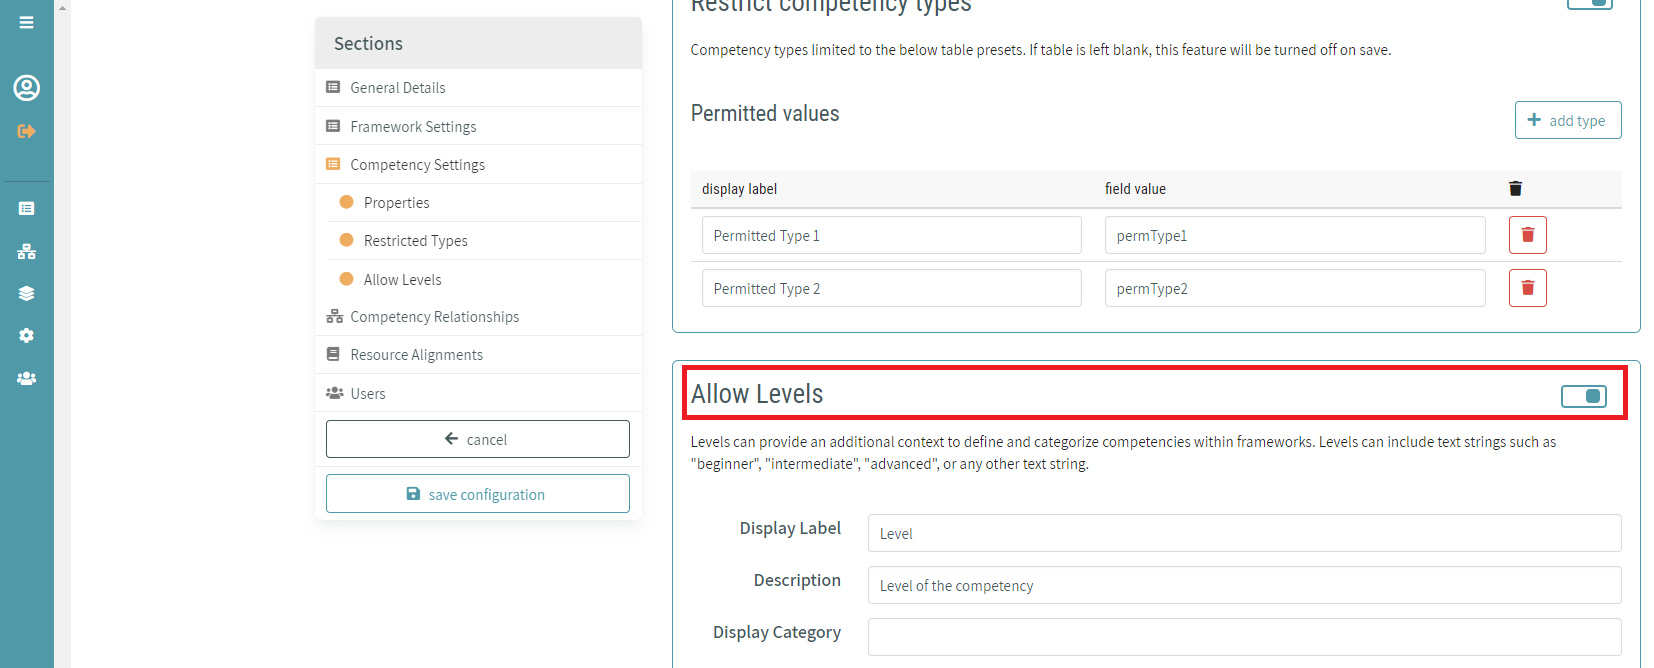 Sections
General Details
Framework Settings
Competency Settings
Properties
Restricted Types
Allow Levels
Competency Relationships
Resource Alignments
Users
cancel
save configuration
Restrict competency types
Competency types limited to the below table presets. If table is left blank, this feature will be turned off on save.
Permitted values
add type
display label field value
Permitted Type 1 permType1
Permitted Type 2 permType2
Allow Levels
Levels can provide an additional context to define and categorize competencies within frameworks. Levels can include text strings such as
"beginner", "intermediate", "advanced", or any other text string.
Display Label Level
Description Level of the competency
Display Category